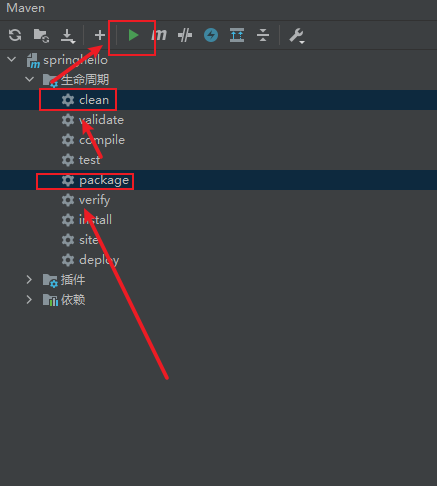 Maven
springhello
生命周期
clean
validate
compile
test
package
verify
install
site
deploy
插件
依赖